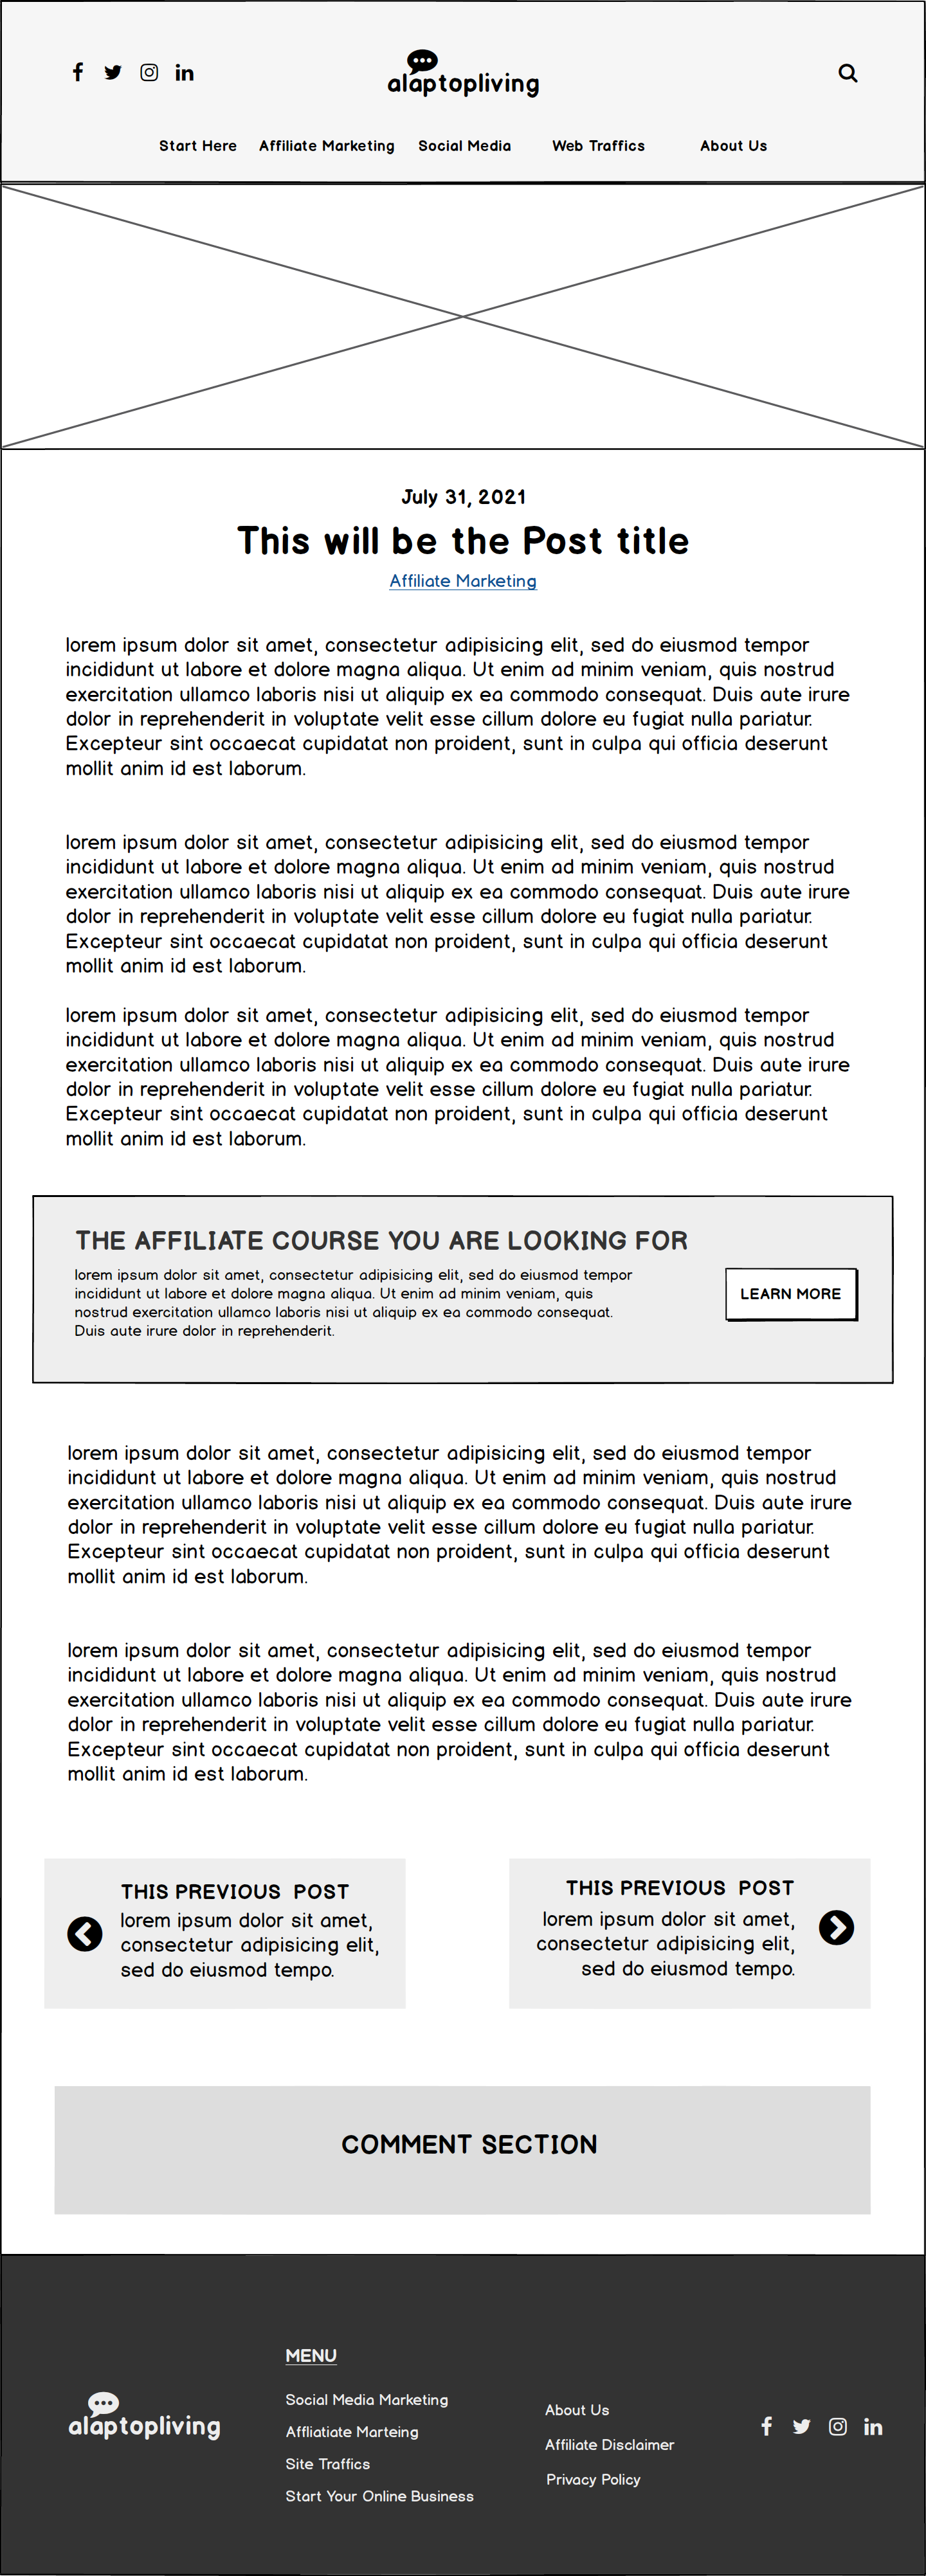 alaptopliving
Start Here Affiliate Marketing Social Media Web Traffics About Us
July 31, 2021
This will be the Post title
Affiliate Marketing
lorem ipsum dolor sit amet, consectetur adipisicing elit, sed do eiusmod tempor
incididunt ut labore et dolore magna aliqua. Ut enim ad minim veniam, quis nostrud
exercitation ullamco laboris nisi ut aliquip ex ea commodo consequat. Duis aute irure
dolor in reprehenderit in voluptate velit esse cillum dolore eu fugiat nulla pariatur.
Excepteur sint occaecat cupidatat non proident, sunt in culpa qui officia deserunt
mollit anim id est laborum.
lorem ipsum dolor sit amet, consectetur adipisicing elit, sed do eiusmod tempor
incididunt ut labore et dolore magna aliqua. Ut enim ad minim veniam, quis nostrud
exercitation ullamco laboris nisi ut aliquip ex ea commodo consequat. Duis aute irure
dolor in reprehenderit in voluptate velit esse cillum dolore eu fugiat nulla pariatur.
Excepteur sint occaecat cupidatat non proident, sunt in culpa qui officia deserunt
mollit anim id est laborum.
lorem ipsum dolor sit amet, consectetur adipisicing elit, sed do eiusmod tempor
incididunt ut labore et dolore magna aliqua. Ut enim ad minim veniam, quis nostrud
exercitation ullamco laboris nisi ut aliquip ex ea commodo consequat. Duis aute irure
dolor in reprehenderit in voluptate velit esse cillum dolore eu fugiat nulla pariatur.
Excepteur sint occaecat cupidatat non proident, sunt in culpa qui officia deserunt
mollit anim id est laborum.
THE AFFILIATE COURSE YOU ARE LOOKING FOR
lorem ipsum dolor sit amet, consectetur adipisicing elit, sed do eiusmod tempor
incididunt ut labore et dolore magna aliqua. Ut enim ad minim veniam, quis
nostrud exercitation ullamco laboris nisi ut aliquip ex ea commodo consequat.
Duis aute irure dolor in reprehenderit.
LEARN MORE
lorem ipsum dolor sit amet, consectetur adipisicing elit, sed do eiusmod tempor
incididunt ut labore et dolore magna aliqua. Ut enim ad minim veniam, quis nostrud
exercitation ullamco laboris nisi ut aliquip ex ea commodo consequat. Duis aute irure
dolor in reprehenderit in voluptate velit esse cillum dolore eu fugiat nulla pariatur.
Excepteur sint occaecat cupidatat non proident, sunt in culpa qui officia deserunt
mollit anim id est laborum.
lorem ipsum dolor sit amet, consectetur adipisicing elit, sed do eiusmod tempor
incididunt ut labore et dolore magna aliqua. Ut enim ad minim veniam, quis nostrud
exercitation ullamco laboris nisi ut aliquip ex ea commodo consequat. Duis aute irure
dolor in reprehenderit in voluptate velit esse cillum dolore eu fugiat nulla pariatur.
Excepteur sint occaecat cupidatat non proident, sunt in culpa qui officia deserunt
mollit anim id est laborum.
THIS PREVIOUS POST
lorem ipsum dolor sit amet,
consectetur adipisicing elit,
sed do eiusmod tempo.
THIS PREVIOUS POST
lorem ipsum dolor sit amet,
consectetur adipisicing elit,
sed do eiusmod tempo.
COMMENT SECTION
alaptopliving
MENU
Social Media Marketing
Affliatiate Marteing
Site Traffics
Start Your Online Business
About Us
Affiliate Disclaimer
Privacy Policy